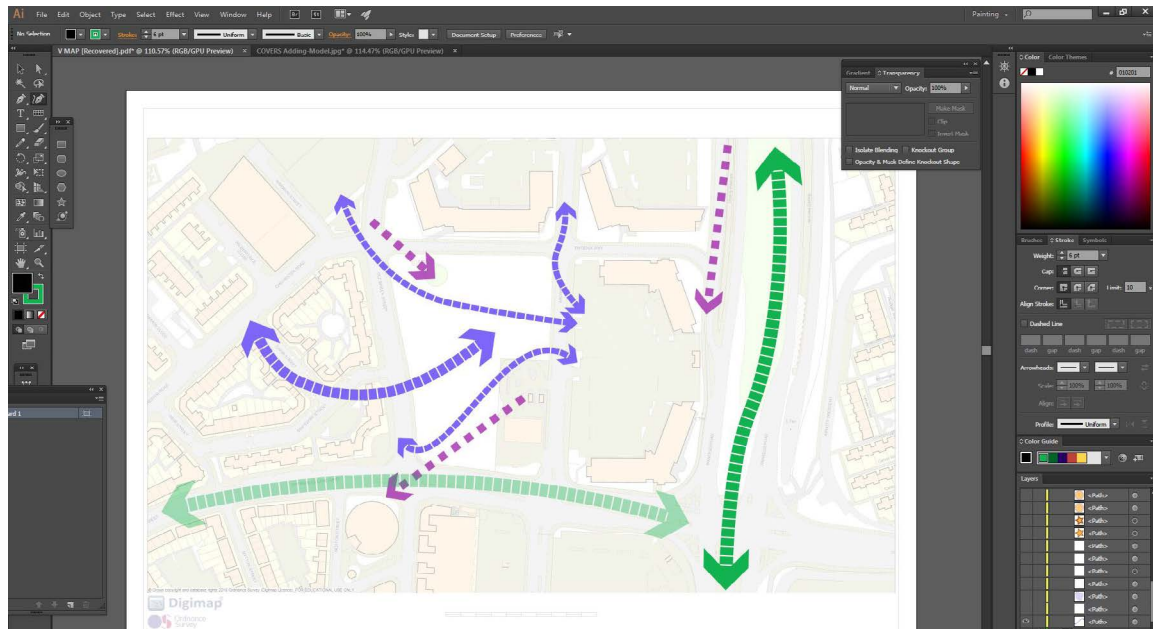 Ai File Edit Object Type Select Effect View Window Help Br St Painting
No Selection Stroke: 6 pt Uniform Basic Opacity: 100% Style: Document Setup Preferences
V MAP [Recovered].pdf* @ 110.57% (RGB/GPU Preview) × COVERS Adding-Model.jpg* @ 114.47% (RGB/GPU Preview) ×
Gradient Transparency
Normal Opacity: 100%
Make Mask
Clip
Invert Mask
Isolate Blending Knockout Group
Opacity & Mask Define Knockout Shape
Color Color Themes
# 010201
Brushes Stroke Symbols
Weight: 6 pt
Cap:
Corner: Limit: 10
Align Stroke:
Dashed Line
dash gap dash gap dash gap
Arrowheads:
Scale: 100% 100%
Align:
Profile: Uniform
Color Guide
Layers
<Path>
<Path>
<Path>
<Path>
<Path>
<Path>
<Path>
<Path>
<Path>
<Path>
<Path>
ard 1
Digimap
Ordnance
Survey